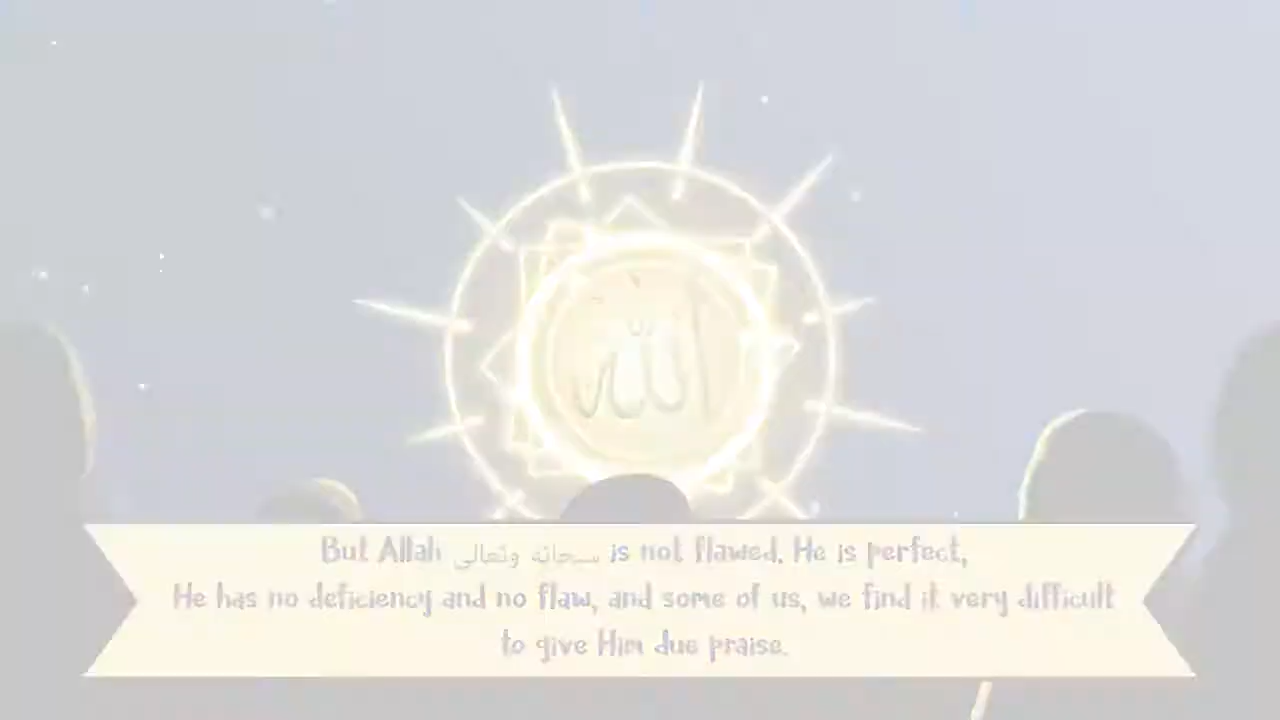 الله
But Allah سبحانه وتعالى is not flawed. He is perfect,
He has no deficiency and no flaw, and some of us, we find it very difficult
to give Him due praise.